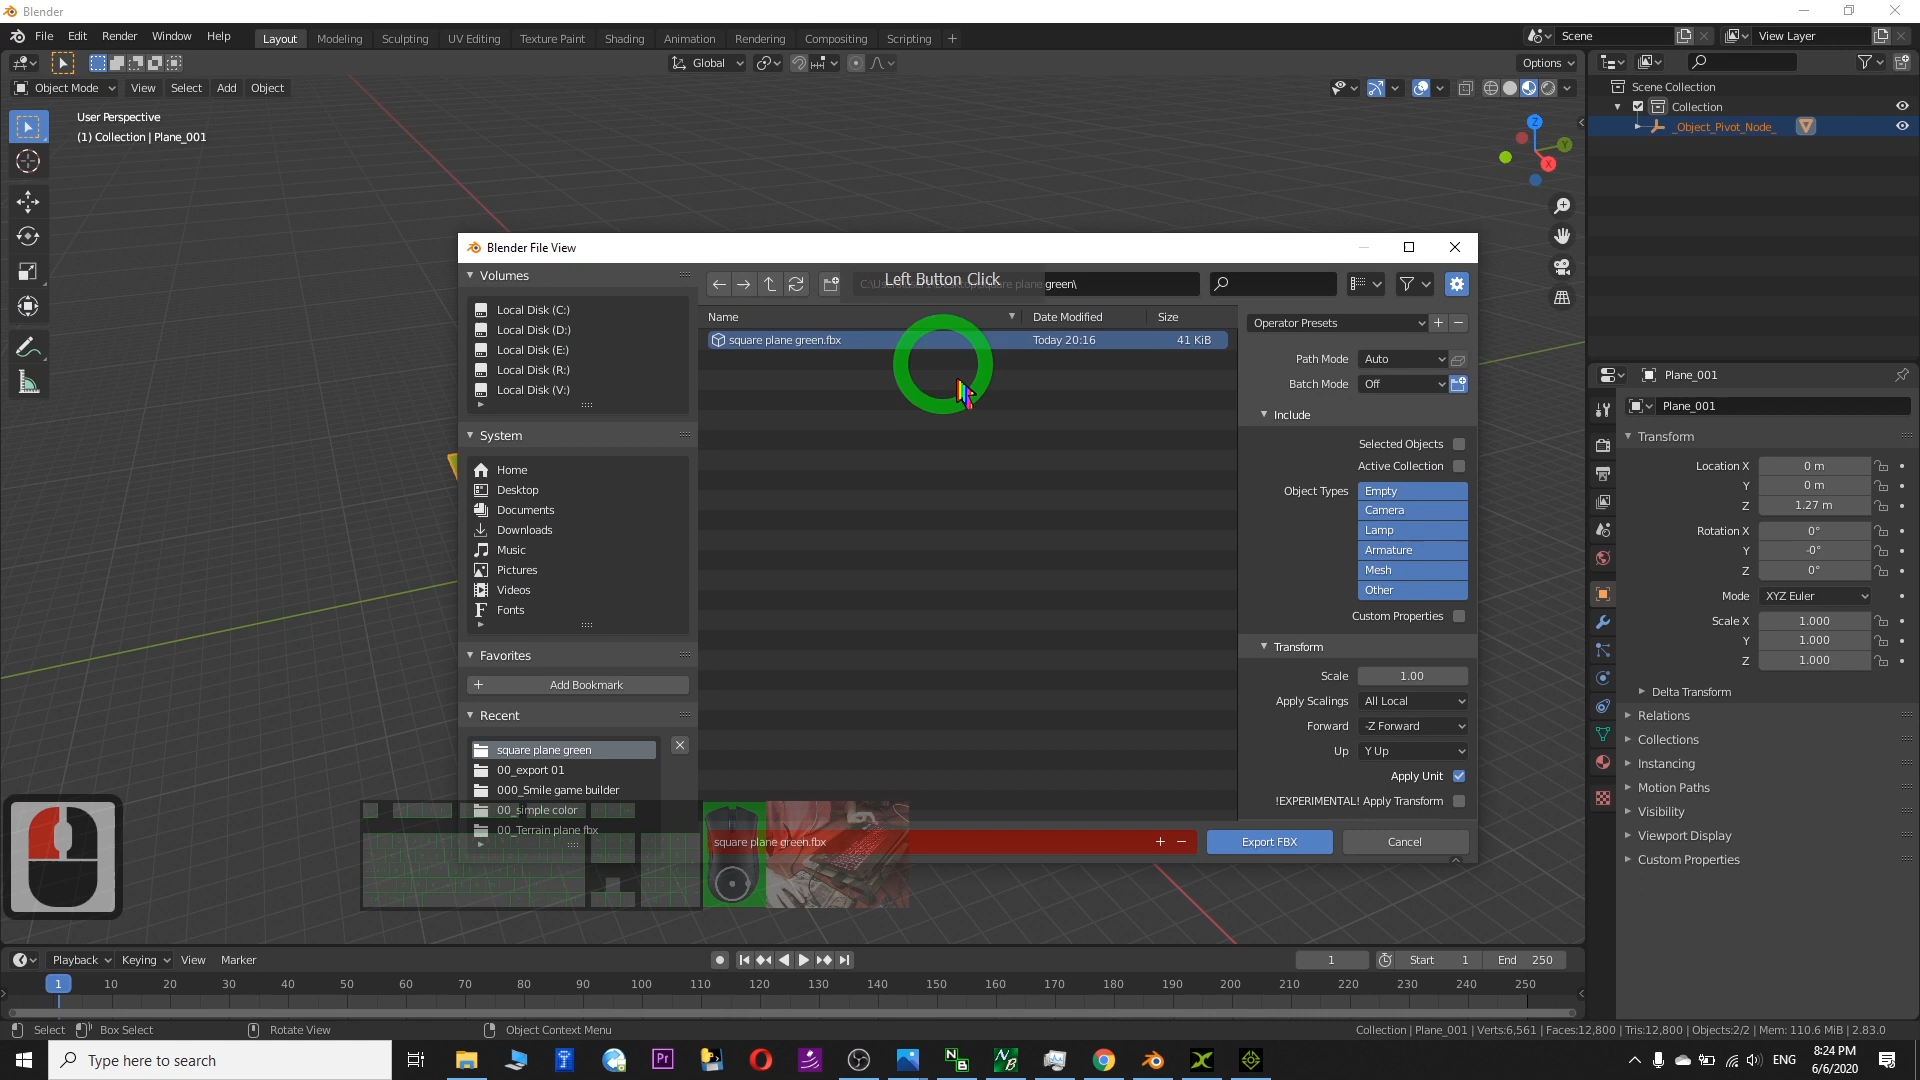 Blender
File Edit Render Window Help Layout Modeling Sculpting UV Editing Texture Paint Shading Animation Rendering Compositing Scripting + Scene View Layer
Global Options
Object Mode View Select Add Object
User Perspective
(1) Collection | Plane_001
Z
Y
X
Scene Collection
Collection
_Object_Pivot_Node_
Blender File View
Volumes
Local Disk (C:)
Local Disk (D:)
Local Disk (E:)
Local Disk (R:)
Local Disk (V:)
System
Home
Desktop
Documents
Downloads
Music
Pictures
Videos
Fonts
Favorites
Add Bookmark
Recent
square plane green
00_export 01
000_Smile game builder
00_simple color
00_Terrain plane fbx
Left Button Click
plane green\
Name Date Modified Size
square plane green.fbx Today 20:16 41 KiB
square plane green.fbx
Operator Presets
Path Mode Auto
Batch Mode Off
Include
Selected Objects
Active Collection
Object Types Empty
Camera
Lamp
Armature
Mesh
Other
Custom Properties
Transform
Scale 1.00
Apply Scalings All Local
Forward -Z Forward
Up Y Up
Apply Unit
!EXPERIMENTAL! Apply Transform
Export FBX Cancel
Plane_001
Plane_001
Transform
Location X 0 m
Y 0 m
Z 1.27 m
Rotation X 0°
Y -0°
Z 0°
Mode XYZ Euler
Scale X 1.000
Y 1.000
Z 1.000
Delta Transform
Relations
Collections
Instancing
Motion Paths
Visibility
Viewport Display
Custom Properties
Playback Keying View Marker 1 Start 1 End 250
1 10 20 30 40 50 60 70 80 90 100 110 120 130 140 150 160 170 180 190 200 210 220 230 240 250
Select Box Select Rotate View Object Context Menu Collection | Plane_001 | Verts:6,561 | Faces:12,800 | Tris:12,800 | Objects:2/2 | Mem: 110.6 MiB | 2.83.0
Type here to search
ENG
8:24 PM
6/6/2020